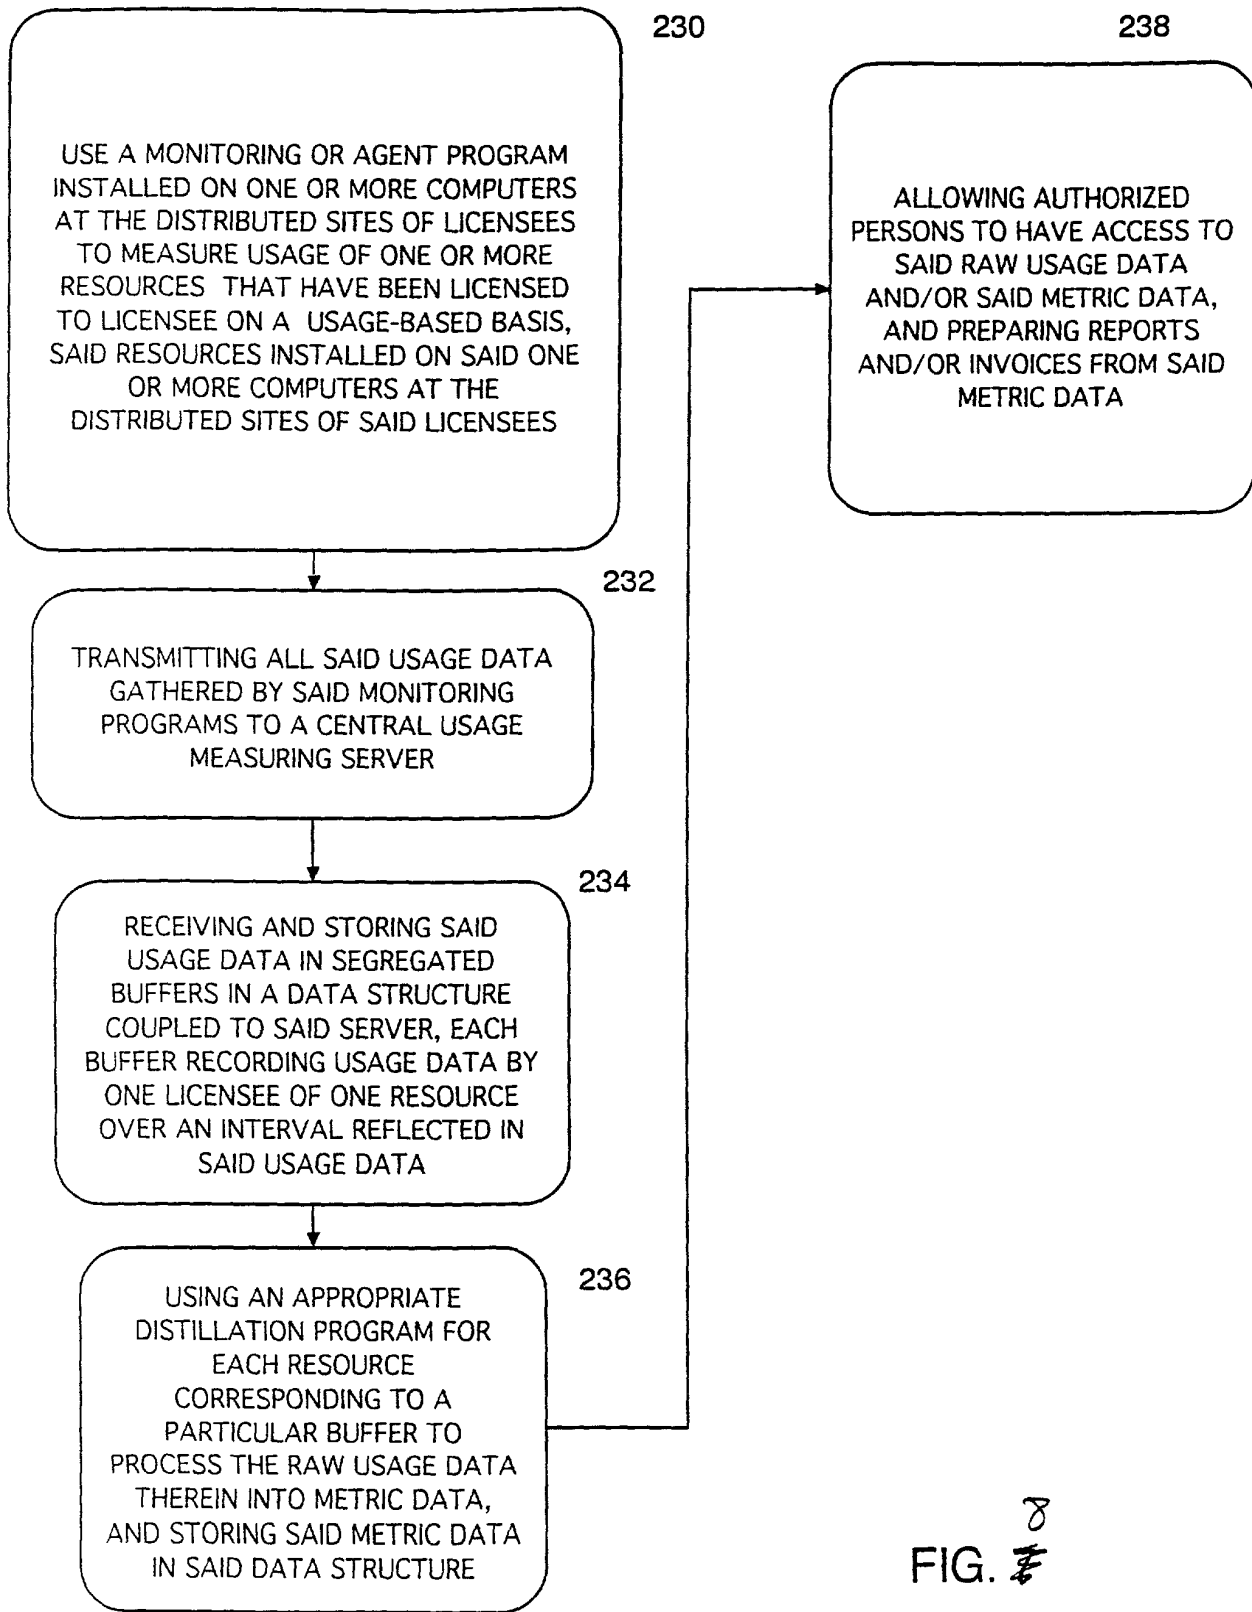 230
USE A MONITORING OR AGENT PROGRAM
INSTALLED ON ONE OR MORE COMPUTERS
AT THE DISTRIBUTED SITES OF LICENSEES
TO MEASURE USAGE OF ONE OR MORE
RESOURCES THAT HAVE BEEN LICENSED
TO LICENSEE ON A USAGE-BASED BASIS,
SAID RESOURCES INSTALLED ON SAID ONE
OR MORE COMPUTERS AT THE
DISTRIBUTED SITES OF SAID LICENSEES
232
TRANSMITTING ALL SAID USAGE DATA
GATHERED BY SAID MONITORING
PROGRAMS TO A CENTRAL USAGE
MEASURING SERVER
234
RECEIVING AND STORING SAID
USAGE DATA IN SEGREGATED
BUFFERS IN A DATA STRUCTURE
COUPLED TO SAID SERVER, EACH
BUFFER RECORDING USAGE DATA BY
ONE LICENSEE OF ONE RESOURCE
OVER AN INTERVAL REFLECTED IN
SAID USAGE DATA
236
USING AN APPROPRIATE
DISTILLATION PROGRAM FOR
EACH RESOURCE
CORRESPONDING TO A
PARTICULAR BUFFER TO
PROCESS THE RAW USAGE DATA
THEREIN INTO METRIC DATA,
AND STORING SAID METRIC DATA
IN SAID DATA STRUCTURE
238
ALLOWING AUTHORIZED
PERSONS TO HAVE ACCESS TO
SAID RAW USAGE DATA
AND/OR SAID METRIC DATA,
AND PREPARING REPORTS
AND/OR INVOICES FROM SAID
METRIC DATA
8
FIG.